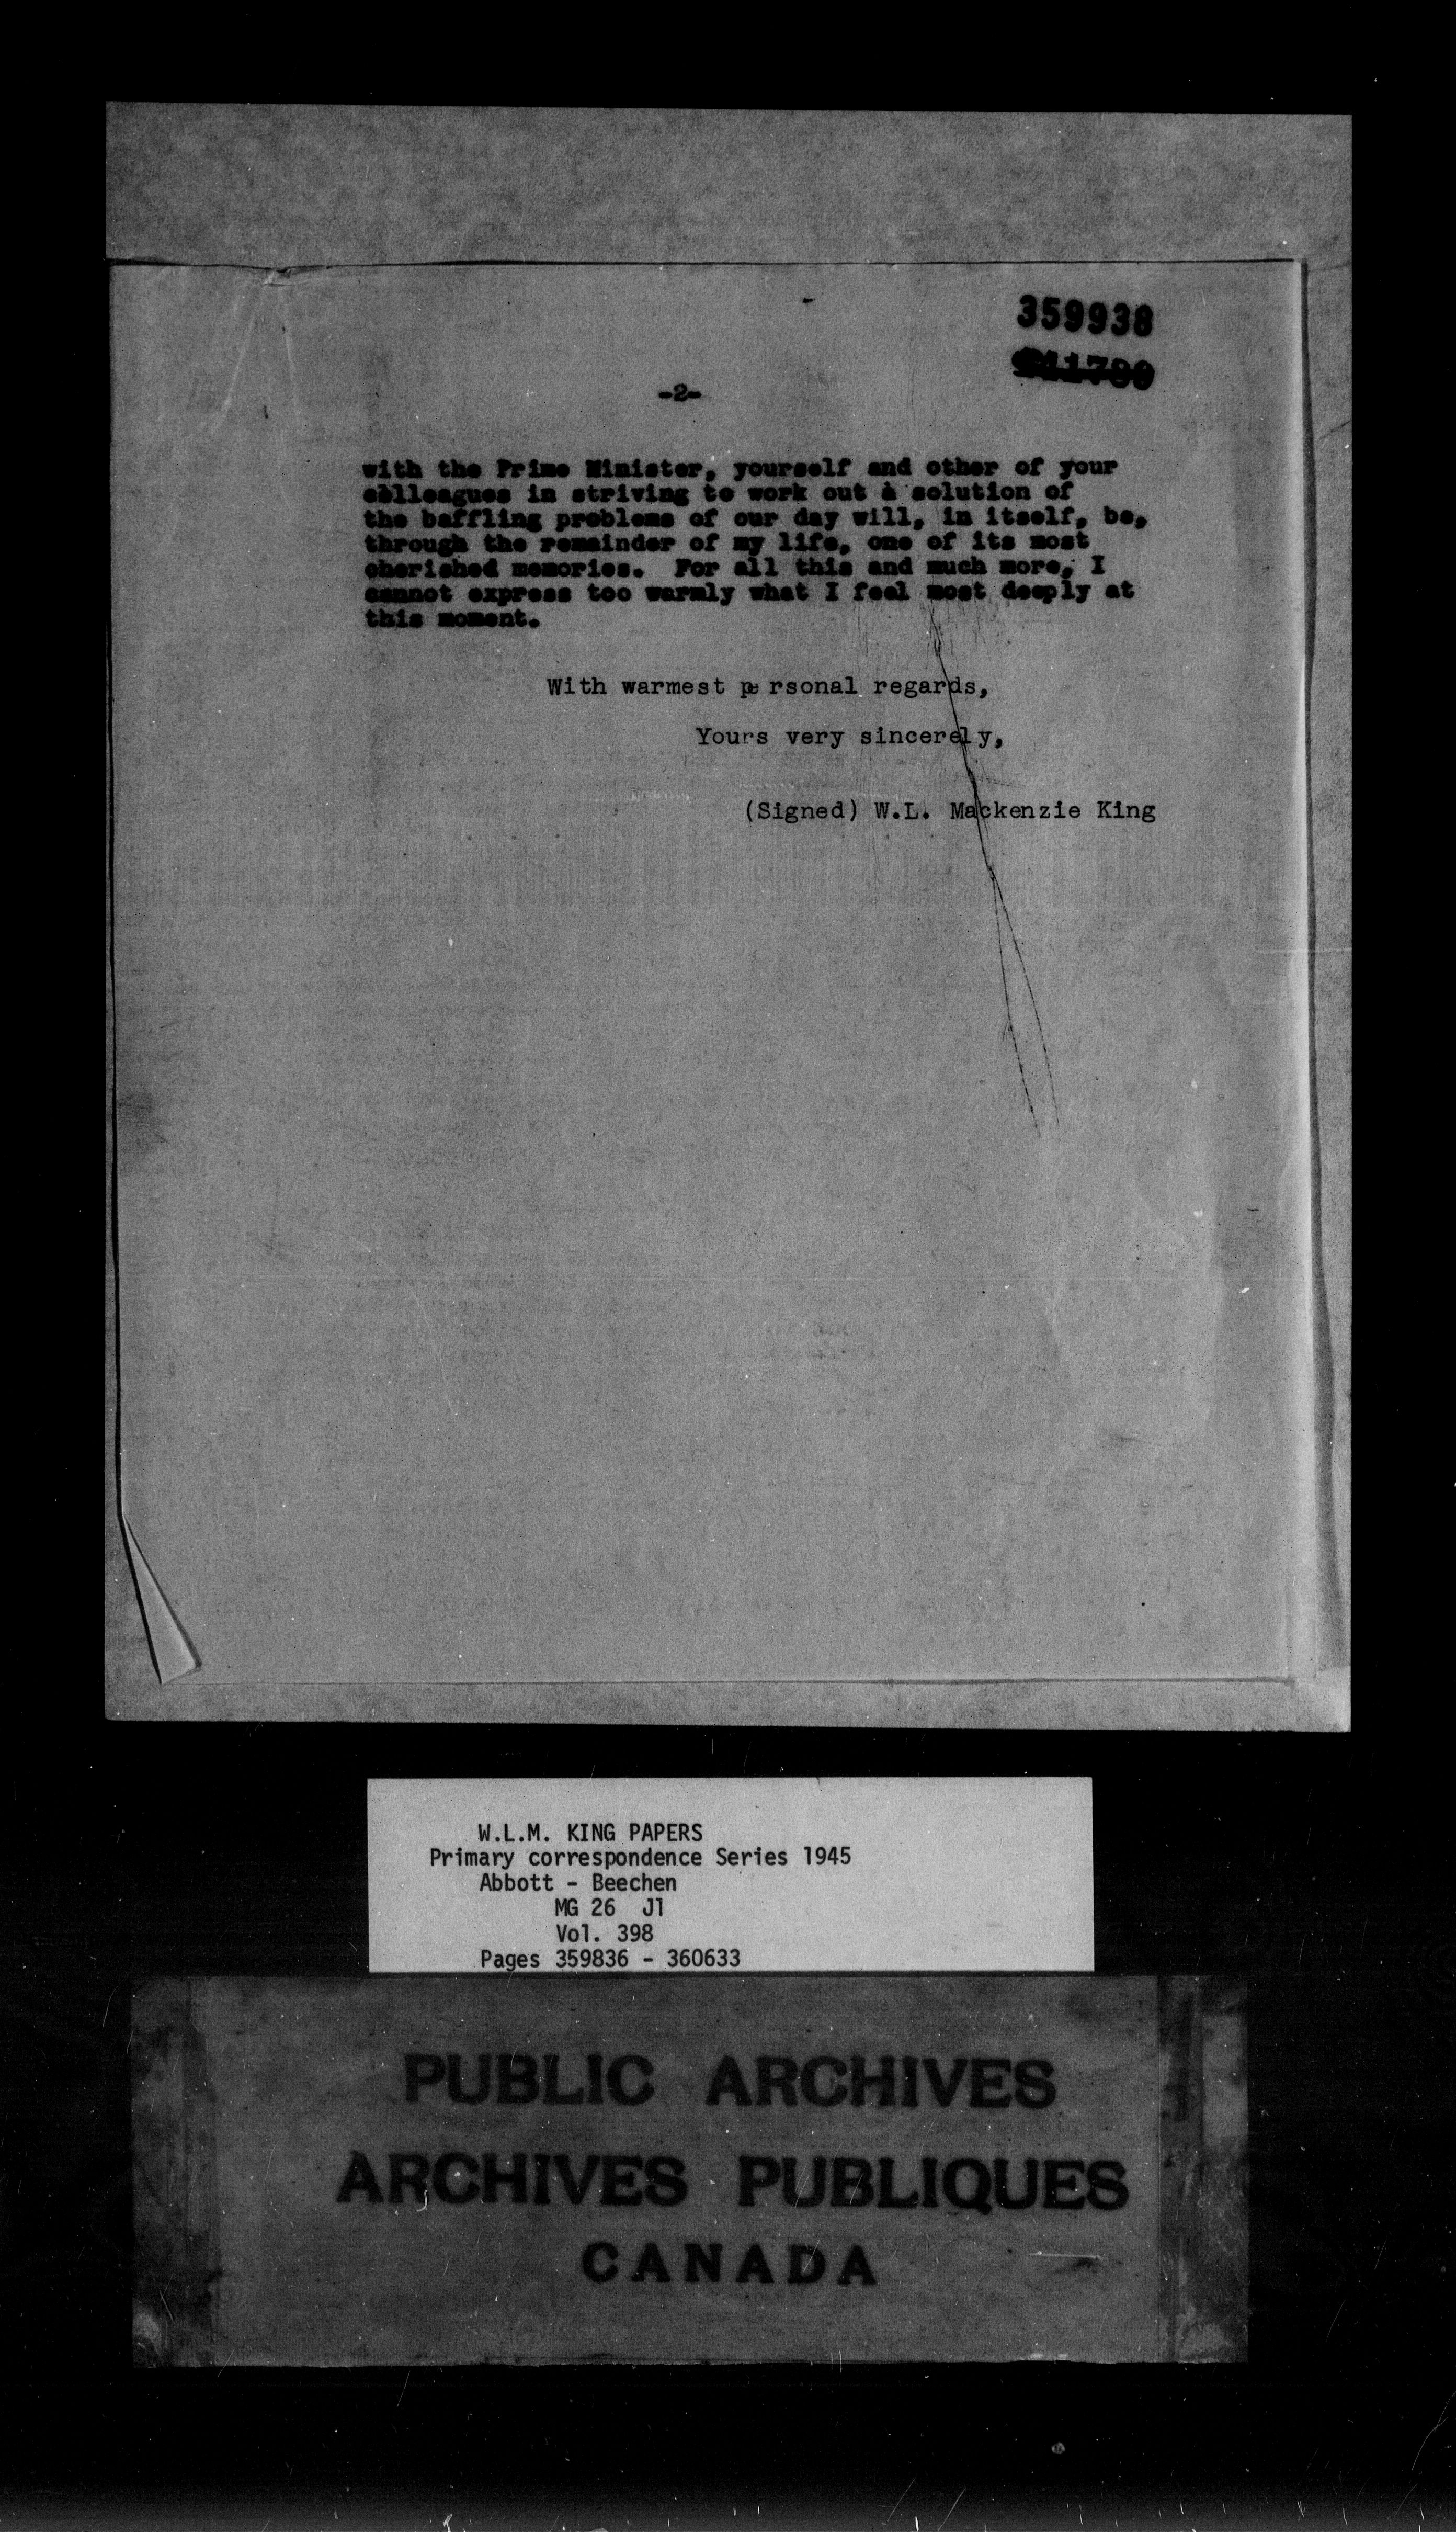 359938
-2-
with the Prime Minister, yourself and other of your
colleagues in striving to work out a solution of
the baffling problems of our day will, in itself, be,
through the remainder of my life, one of its most
cherished memories. For all this and much more, I
cannot express too warmly what I feel most deeply at
this moment.
With warmest pe rsonal regards,
Yours very sincerely,
(Signed) W.L. Mackenzie King
W.L.M. KING PAPERS
Primary correspondence Series 1945
Abbott - Beechen
MG 26 J1
Vol. 398
Pages 359836 - 360633
PUBLIC ARCHIVES
ARCHIVES PUBLIQUES
CANADA